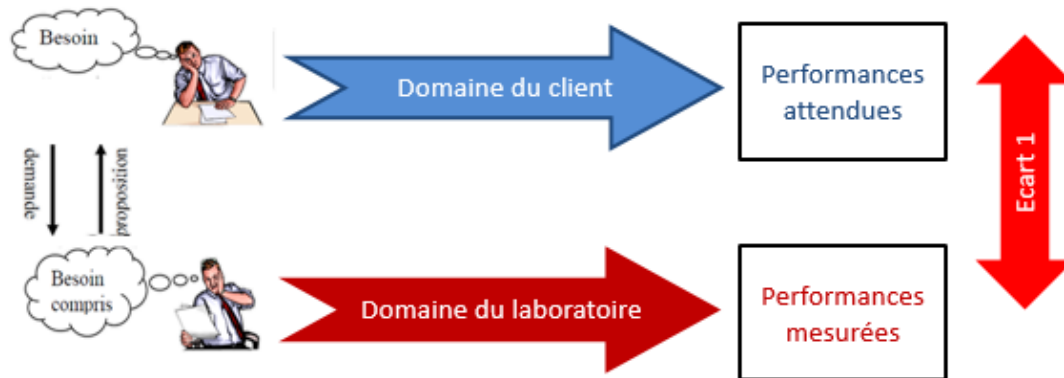 Besoin
Domaine du client
Performances
attendues
demande
proposition
Ecart 1
Besoin
compris
Domaine du laboratoire
Performances
mesurées